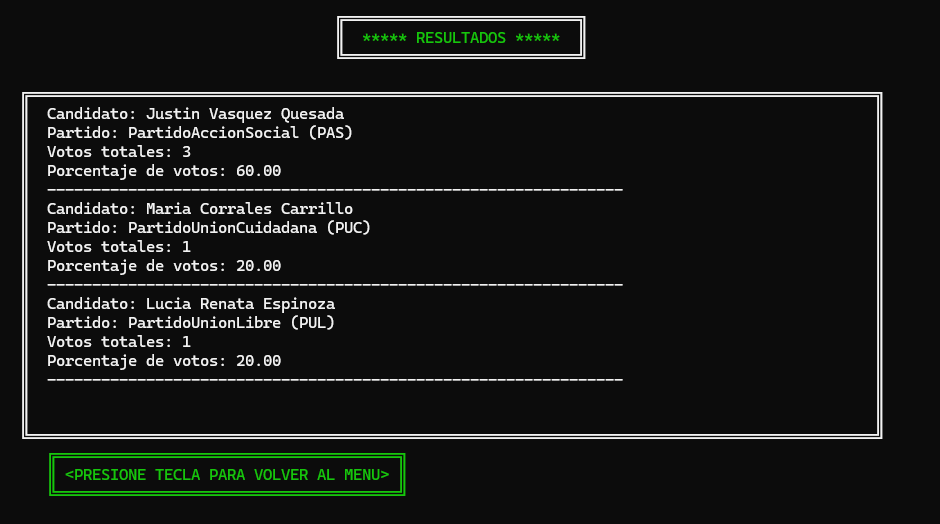 ***** RESULTADOS *****
Candidato: Justin Vasquez Quesada
Partido: PartidoAccionSocial (PAS)
Votos totales: 3
Porcentaje de votos: 60.00
----------------------------------------------------------------
Candidato: Maria Corrales Carrillo
Partido: PartidoUnionCuidadana (PUC)
Votos totales: 1
Porcentaje de votos: 20.00
----------------------------------------------------------------
Candidato: Lucia Renata Espinoza
Partido: PartidoUnionLibre (PUL)
Votos totales: 1
Porcentaje de votos: 20.00
----------------------------------------------------------------
<PRESIONE TECLA PARA VOLVER AL MENU>